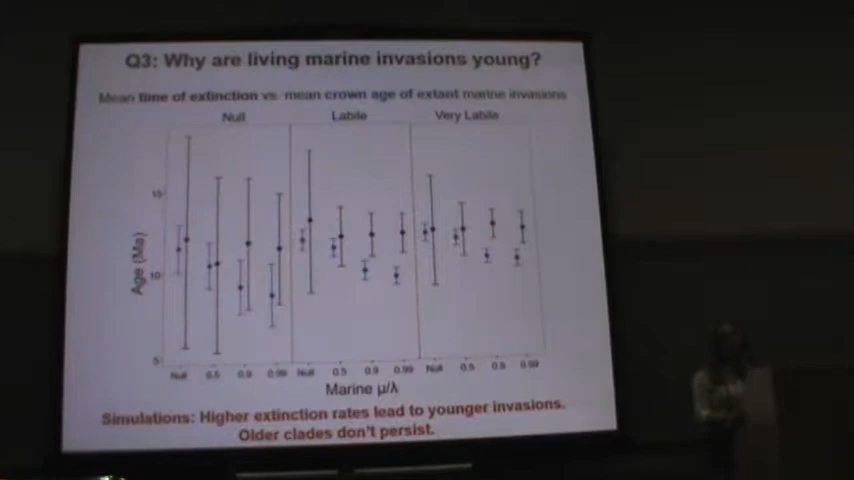 Q3: Why are living marine invasions young?
Mean time of extinction vs. mean crown age of extant marine invasions
Null Labile Very Labile
15
10
5
Age (Ma)
Null 0.5 0.9 0.99 Null 0.5 0.9 0.99 Null 0.5 0.9 0.99
Marine μ/λ
Simulations: Higher extinction rates lead to younger invasions.
Older clades don't persist.